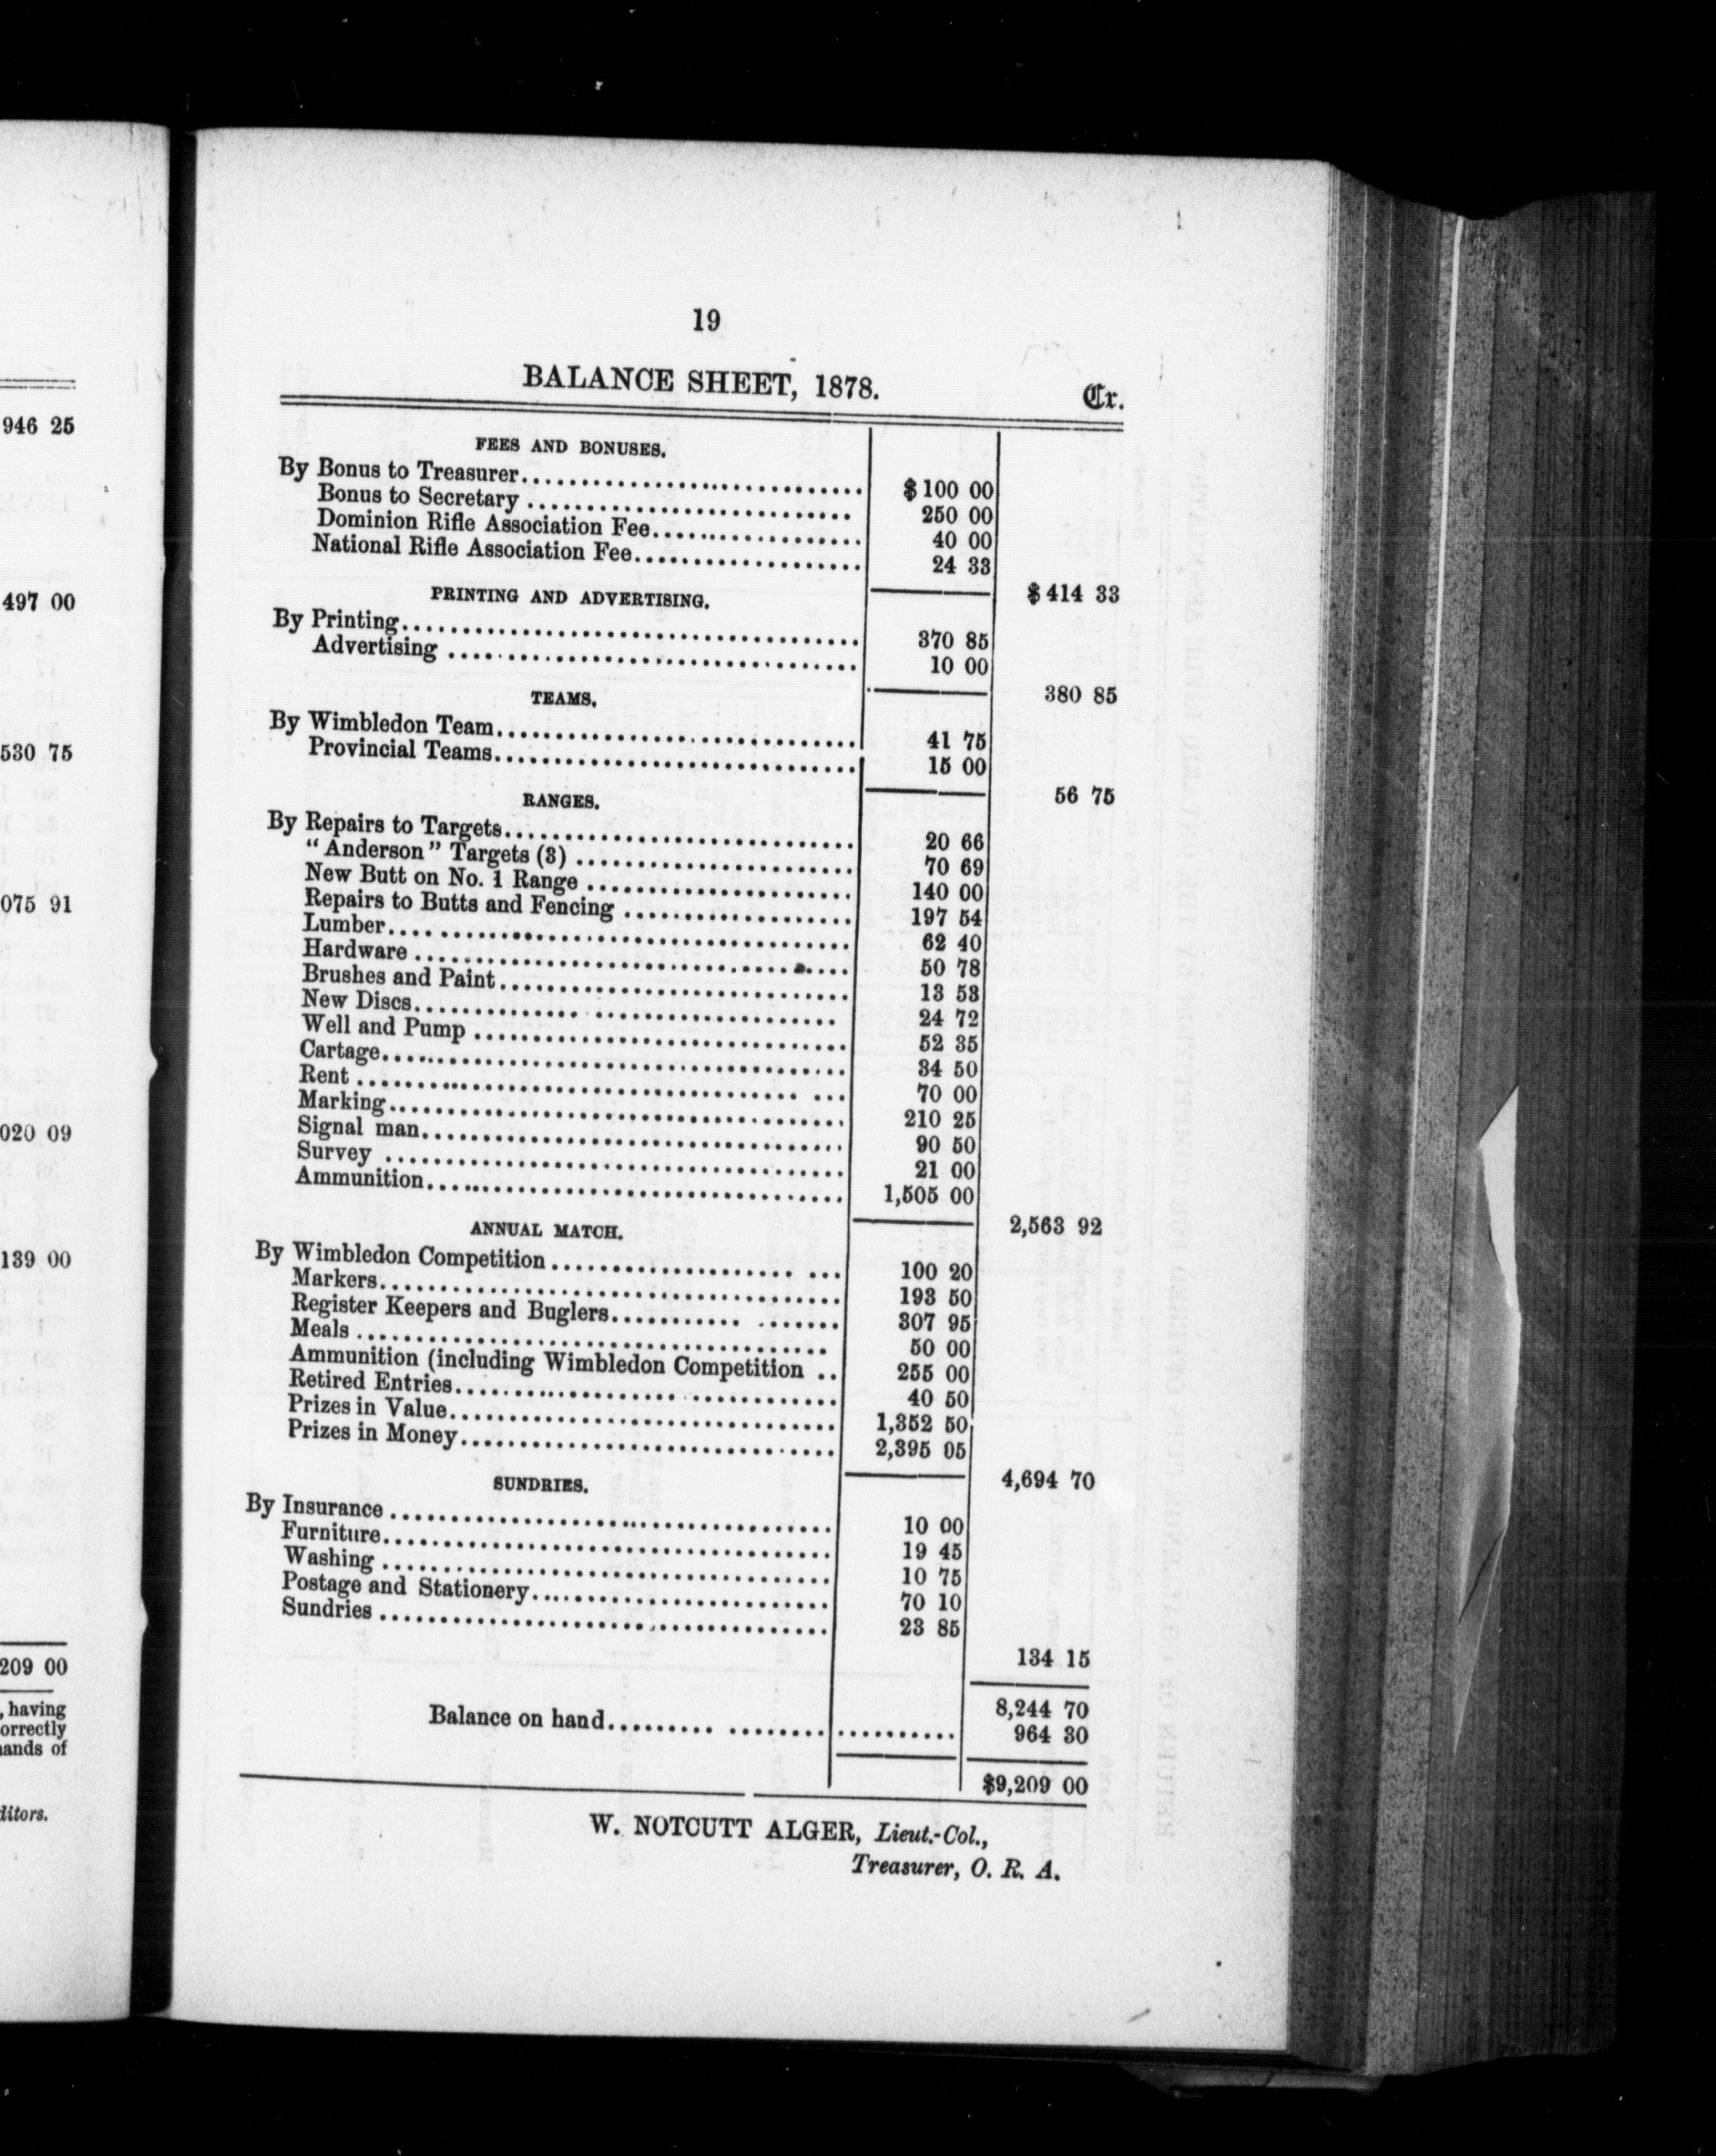 946 25
497 00
530 75
075 91
020 09
139 00
209 00
, having
orrectly
ands of
ditors.
19
BALANCE SHEET, 1878.
Cr.
FEES AND BONUSES.
By Bonus to Treasurer.............................. $100 00
Bonus to Secretary .............................. 250 00
Dominion Rifle Association Fee.................. 40 00
National Rifle Association Fee................... 24 33
$414 33
PRINTING AND ADVERTISING.
By Printing...................................... 370 85
Advertising .................................. 10 00
380 85
TEAMS.
By Wimbledon Team.............................. 41 75
Provincial Teams.............................. 15 00
56 75
RANGES.
By Repairs to Targets............................. 20 66
"Anderson" Targets (3) ....................... 70 69
New Butt on No. 1 Range ...................... 140 00
Repairs to Butts and Fencing ................... 197 54
Lumber...................................... 62 40
Hardware .................................... 50 78
Brushes and Paint............................. 13 53
New Discs.................................. 24 72
Well and Pump ............................... 52 35
Cartage....................................... 34 50
Rent ........................................ 70 00
Marking...................................... 210 25
Signal man................................... 90 50
Survey ...................................... 21 00
Ammunition................................... 1,505 00
2,563 92
ANNUAL MATCH.
By Wimbledon Competition .................... ... 100 20
Markers...................................... 193 50
Register Keepers and Buglers........... ....... 307 95
Meals ....................................... 50 00
Ammunition (including Wimbledon Competition .. 255 00
Retired Entries................................ 40 50
Prizes in Value................................ 1,352 50
Prizes in Money............................... 2,395 05
4,694 70
SUNDRIES.
By Insurance .................................... 10 00
Furniture..................................... 19 45
Washing ..................................... 10 75
Postage and Stationery......................... 70 10
Sundries ..................................... 23 85
134 15
8,244 70
Balance on hand......... .................. 964 30
$9,209 00
W. NOTCUTT ALGER, Lieut.-Col.,
Treasurer, O. R. A.